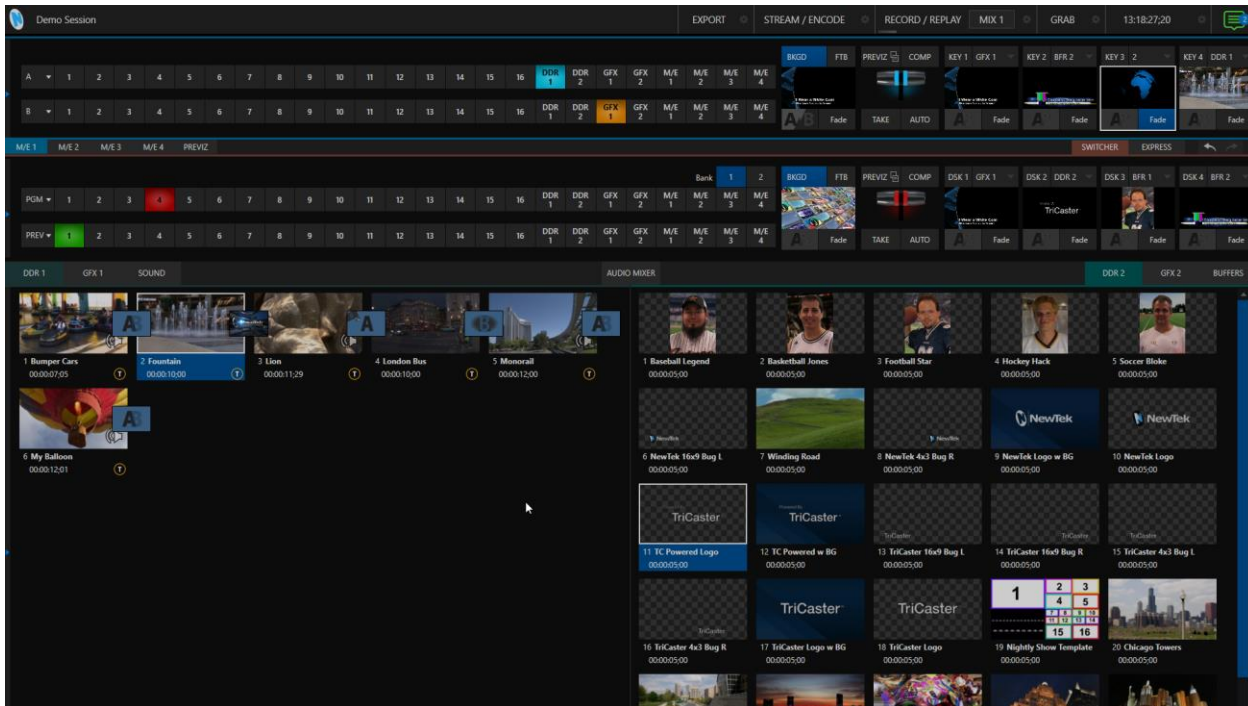 Demo Session EXPORT STREAM / ENCODE RECORD / REPLAY MIX 1 GRAB 13:18:27;20
BKGD FTB PREVIZ COMP KEY 1 GFX 1 KEY 2 BFR 2 KEY 3 2 KEY 4 DDR 1
A 1 2 3 4 5 6 7 8 9 10 11 12 13 14 15 16 DDR 1 DDR 2 GFX 1 GFX 2 M/E 1 M/E 2 M/E 3 M/E 4
B 1 2 3 4 5 6 7 8 9 10 11 12 13 14 15 16 DDR 1 DDR 2 GFX 1 GFX 2 M/E 1 M/E 2 M/E 3 M/E 4
A/B Fade TAKE AUTO A Fade A Fade A Fade A Fade
M/E 1 M/E 2 M/E 3 M/E 4 PREVIZ SWITCHER EXPRESS
Bank 1 2 BKGD FTB PREVIZ COMP DSK 1 GFX 1 DSK 2 DDR 2 DSK 3 BFR 1 DSK 4 BFR 2
PGM 1 2 3 4 5 6 7 8 9 10 11 12 13 14 15 16 DDR 1 DDR 2 GFX 1 GFX 2 M/E 1 M/E 2 M/E 3 M/E 4
TriCaster
PREV 1 2 3 4 5 6 7 8 9 10 11 12 13 14 15 16 DDR 1 DDR 2 GFX 1 GFX 2 M/E 1 M/E 2 M/E 3 M/E 4
A Fade TAKE AUTO A Fade A Fade A Fade A Fade
DDR 1 GFX 1 SOUND AUDIO MIXER DDR 2 GFX 2 BUFFERS
AB A B AB
1 Bumper Cars 2 Fountain 3 Lion 4 London Bus 5 Monorail
00:00:07;05 00:00:10;00 00:00:11;29 00:00:10;00 00:00:12;00
T T T T T
AB
6 My Balloon
00:00:12;01 T
1 Baseball Legend 2 Basketball Jones 3 Football Star 4 Hockey Hack 5 Soccer Bloke
00:00:05;00 00:00:05;00 00:00:05;00 00:00:05;00 00:00:05;00
NewTek NewTek NewTek NewTek
6 NewTek 16x9 Bug L 7 Winding Road 8 NewTek 4x3 Bug R 9 NewTek Logo w BG 10 NewTek Logo
00:00:05;00 00:00:05;00 00:00:05;00 00:00:05;00 00:00:05;00
TriCaster TriCaster TriCaster TriCaster TriCaster
11 TC Powered Logo 12 TC Powered w BG 13 TriCaster 16x9 Bug L 14 TriCaster 16x9 Bug R 15 TriCaster 4x3 Bug L
00:00:05;00 00:00:05;00 00:00:05;00 00:00:05;00 00:00:05;00
TriCaster TriCaster TriCaster 1 2 3 4 5 7 8 9 10 11 12 13 14 15 16
16 TriCaster 4x3 Bug R 17 TriCaster Logo w BG 18 TriCaster Logo 19 Nightly Show Template 20 Chicago Towers
00:00:05;00 00:00:05;00 00:00:05;00 00:00:05;00 00:00:05;00